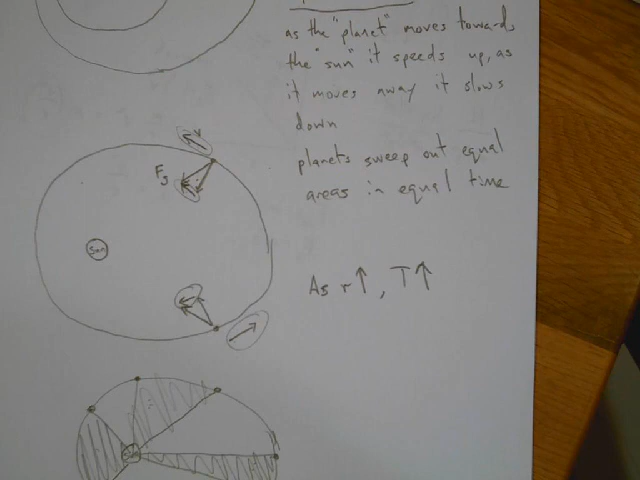 as the "planet" moves towards
the "sun" it speeds up, as
it moves away it slows
down
planets sweep out equal
areas in equal time
v
Fg
Sun
As r↑, T↑
Sun